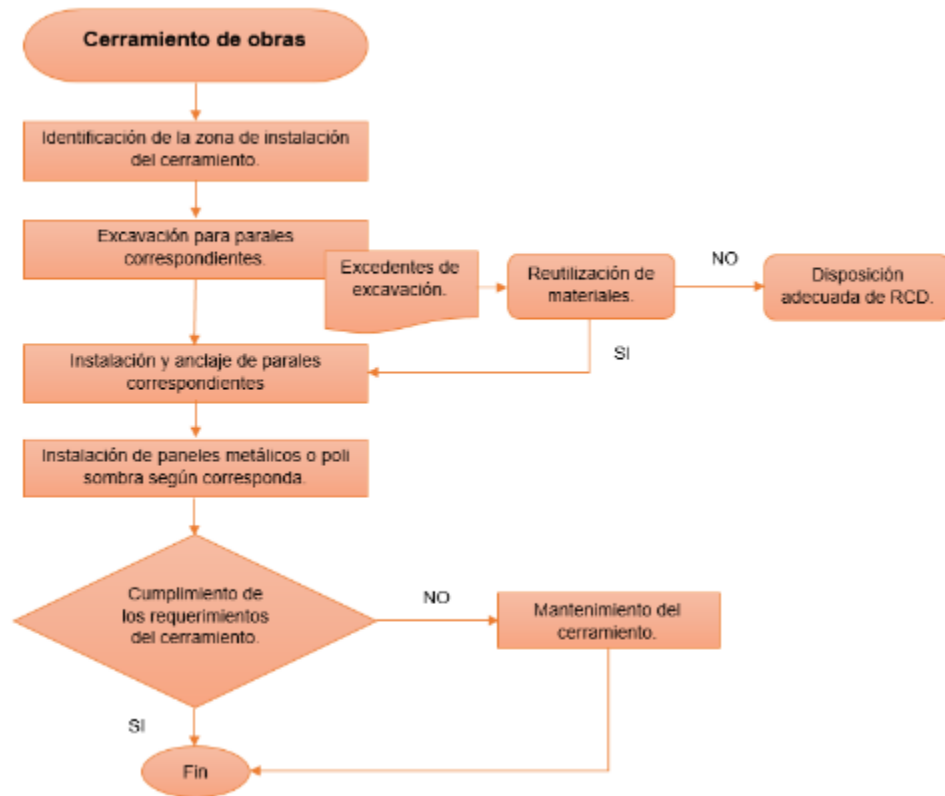 Cerramiento de obras
Identificación de la zona de instalación
del cerramiento.
Excavación para parales
correspondientes.
Excedentes de
excavación.
Reutilización de
materiales.
NO
Disposición
adecuada de RCD.
SI
Instalación y anclaje de parales
correspondientes
Instalación de paneles metálicos o poli
sombra según corresponda.
Cumplimiento de
los requerimientos
del cerramiento.
NO
Mantenimiento del
cerramiento.
SI
Fin